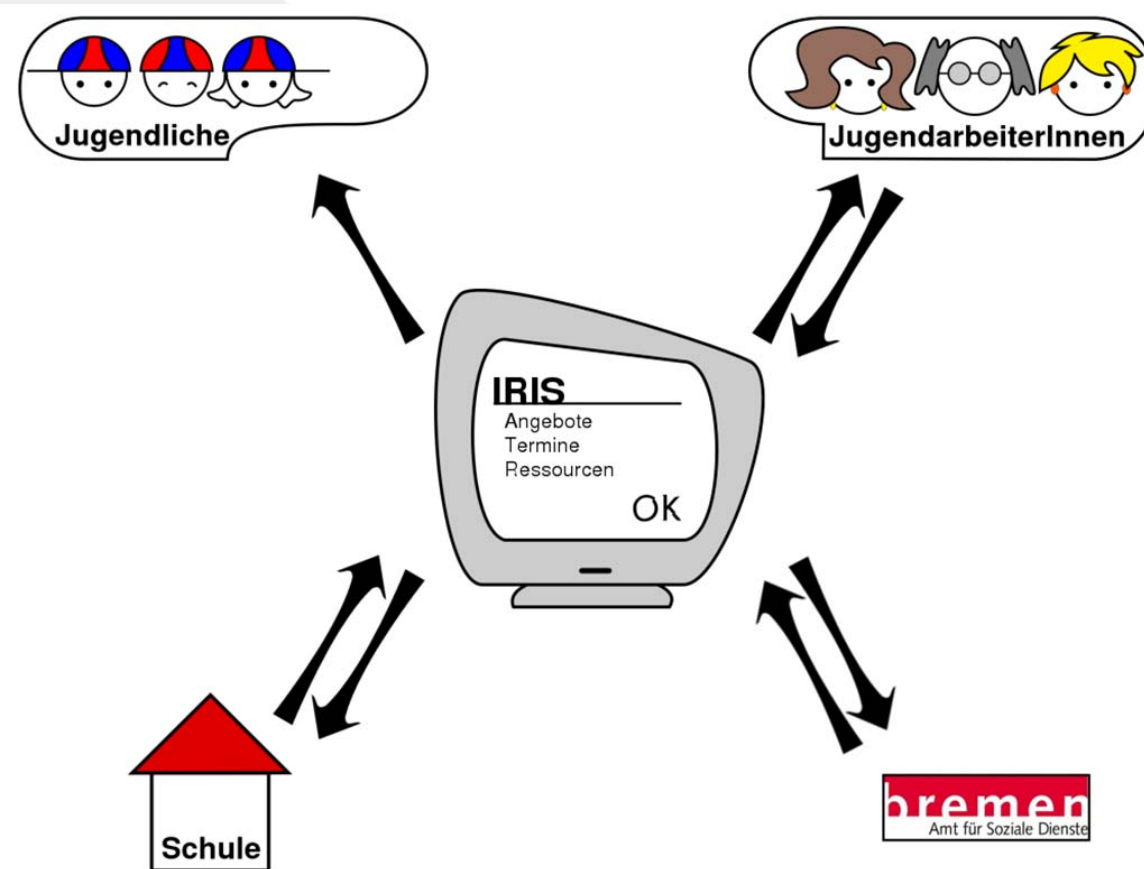 Jugendliche
JugendarbeiterInnen
IRIS
Angebote
Termine
Ressourcen
OK
Schule
bremen
Amt für Soziale Dienste